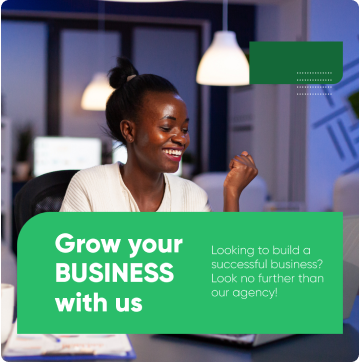 Grow your
BUSINESS
with us
Looking to build a
successful business?
Look no further than
our agency!